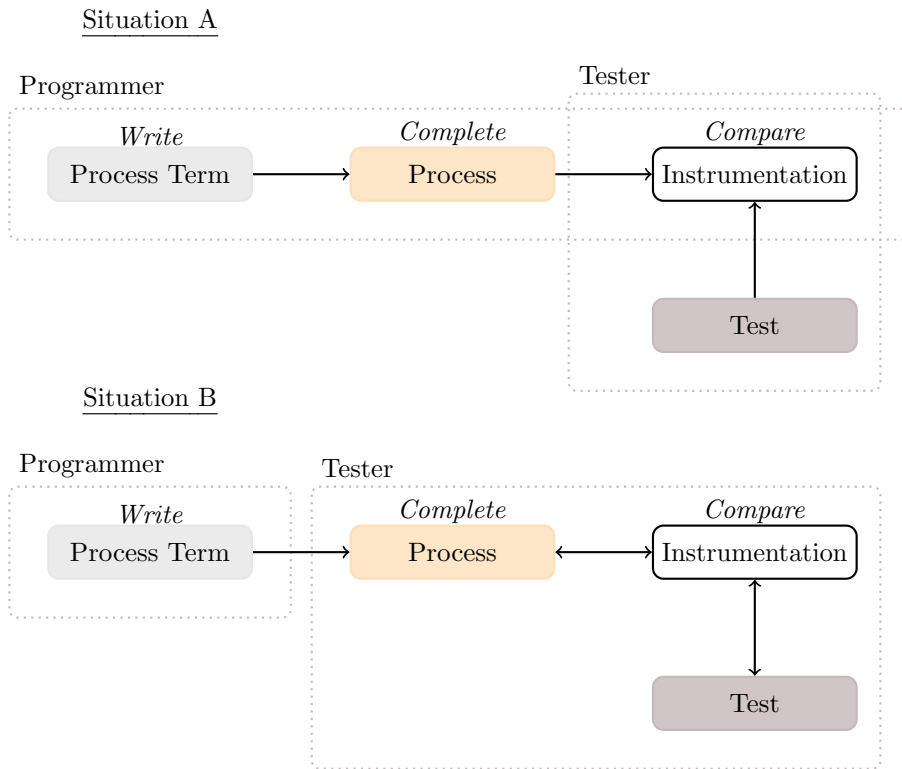 Situation A
Programmer
Tester
Write
Complete
Compare
Process Term
Process
Instrumentation
Test
Situation B
Programmer
Tester
Write
Complete
Compare
Process Term
Process
Instrumentation
Test